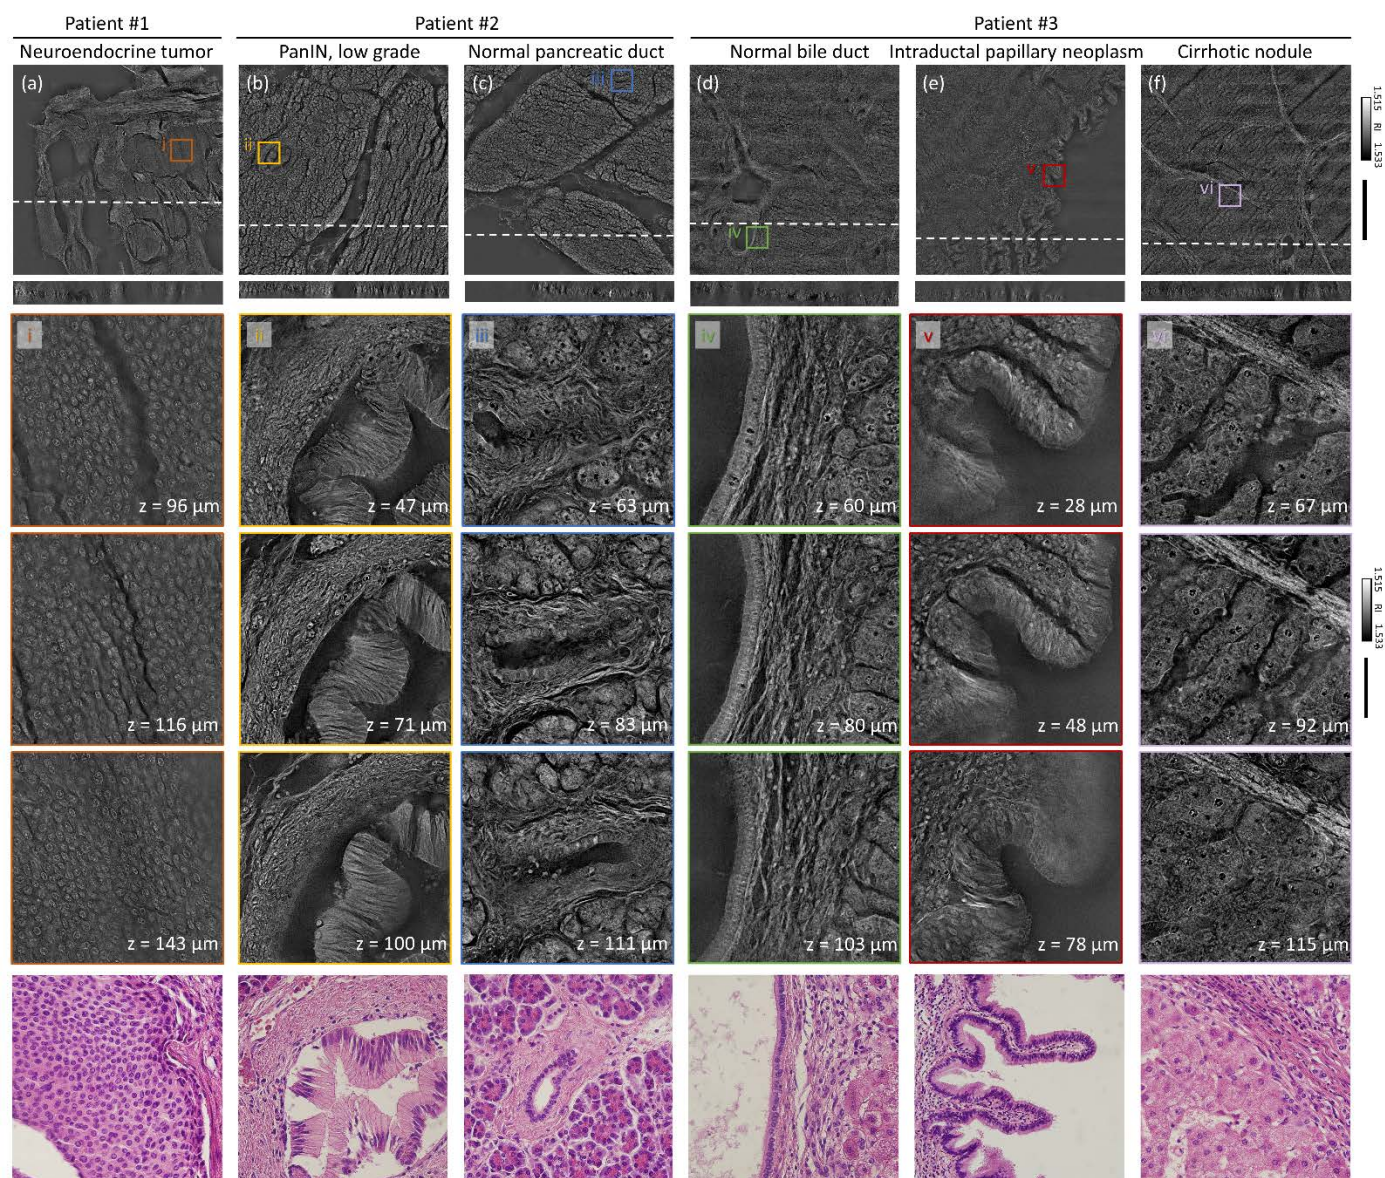 Patient #1 Patient #2 Patient #3
Neuroendocrine tumor PanIN, low grade Normal pancreatic duct Normal bile duct Intraductal papillary neoplasm Cirrhotic nodule
(a) (b) (c) (d) (e) (f)
i ii iii iv v vi
1.515 RI 1.533
i ii iii iv v vi
z = 96 µm z = 47 µm z = 63 µm z = 60 µm z = 28 µm z = 67 µm
z = 116 µm z = 71 µm z = 83 µm z = 80 µm z = 48 µm z = 92 µm
1.515 RI 1.533
z = 143 µm z = 100 µm z = 111 µm z = 103 µm z = 78 µm z = 115 µm